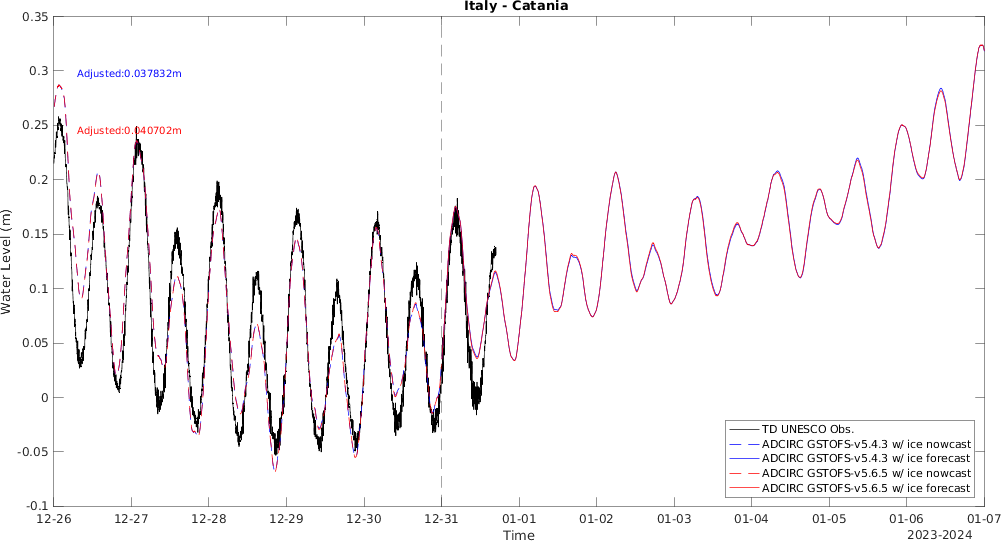 Italy - Catania
0.35
0.3
0.25
0.2
0.15
0.1
0.05
0
-0.05
-0.1
Water Level (m)
Adjusted:0.037832m
Adjusted:0.040702m
TD UNESCO Obs.
ADCIRC GSTOFS-v5.4.3 w/ ice nowcast
ADCIRC GSTOFS-v5.4.3 w/ ice forecast
ADCIRC GSTOFS-v5.6.5 w/ ice nowcast
ADCIRC GSTOFS-v5.6.5 w/ ice forecast
12-26 12-27 12-28 12-29 12-30 12-31 01-01 01-02 01-03 01-04 01-05 01-06 01-07
Time
2023-2024